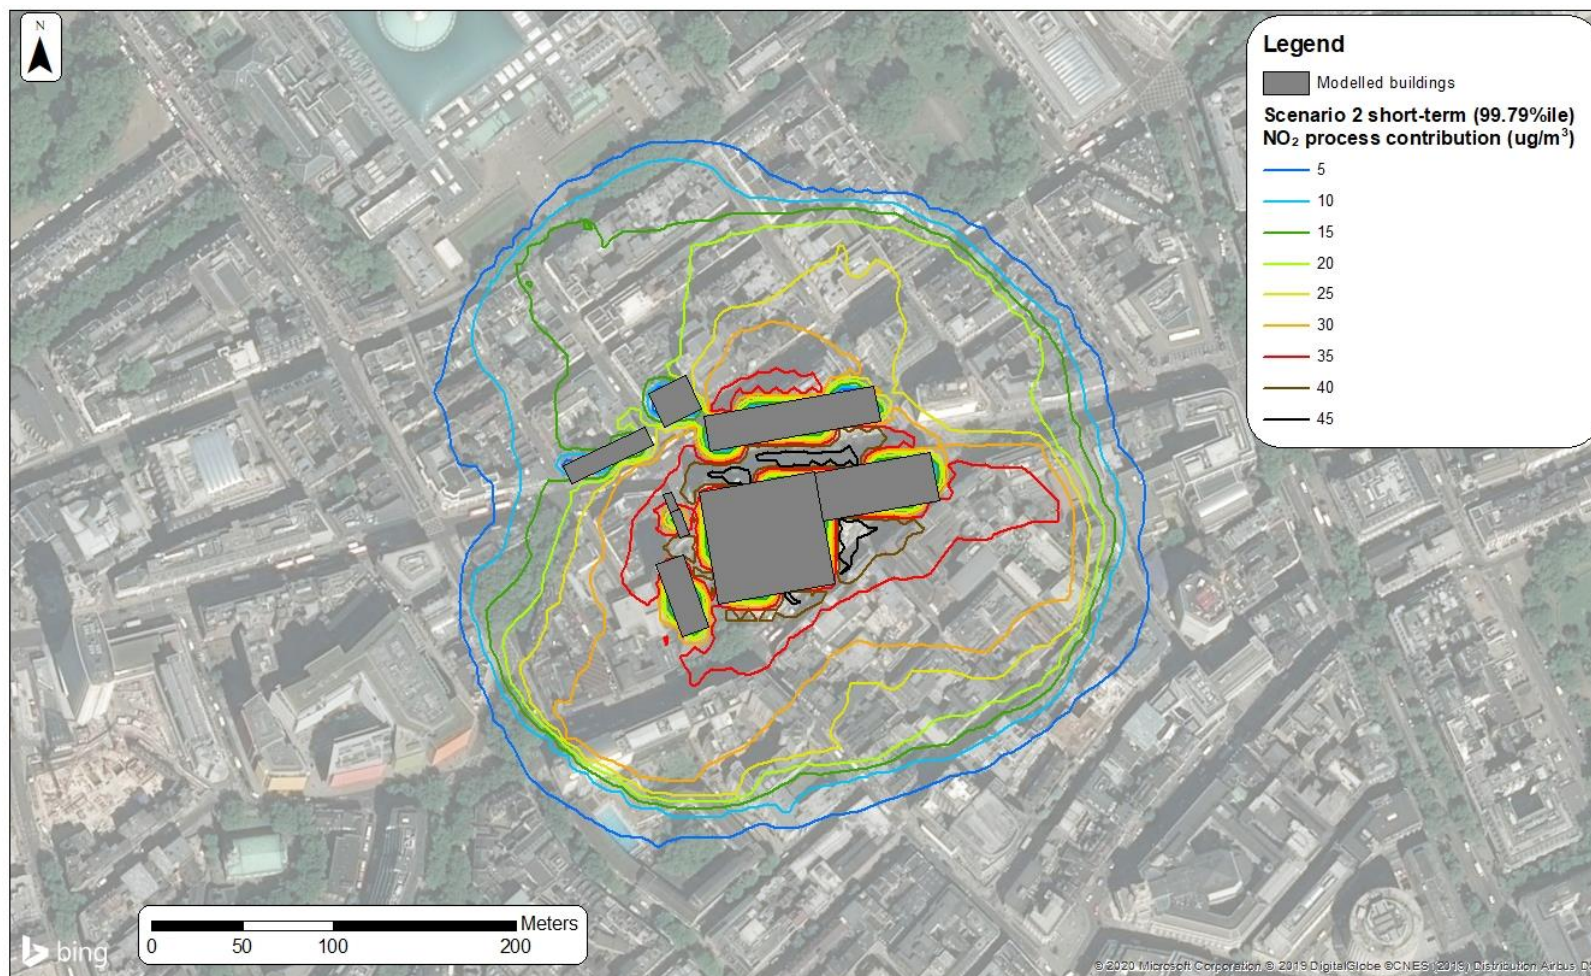 N
Legend
Modelled buildings
Scenario 2 short-term (99.79%ile)
NO₂ process contribution (ug/m³)
5
10
15
20
25
30
35
40
45
Meters
0 50 100 200
bing
© 2020 Microsoft Corporation © 2019 DigitalGlobe ©CNES (2019) Distribution Airbus D